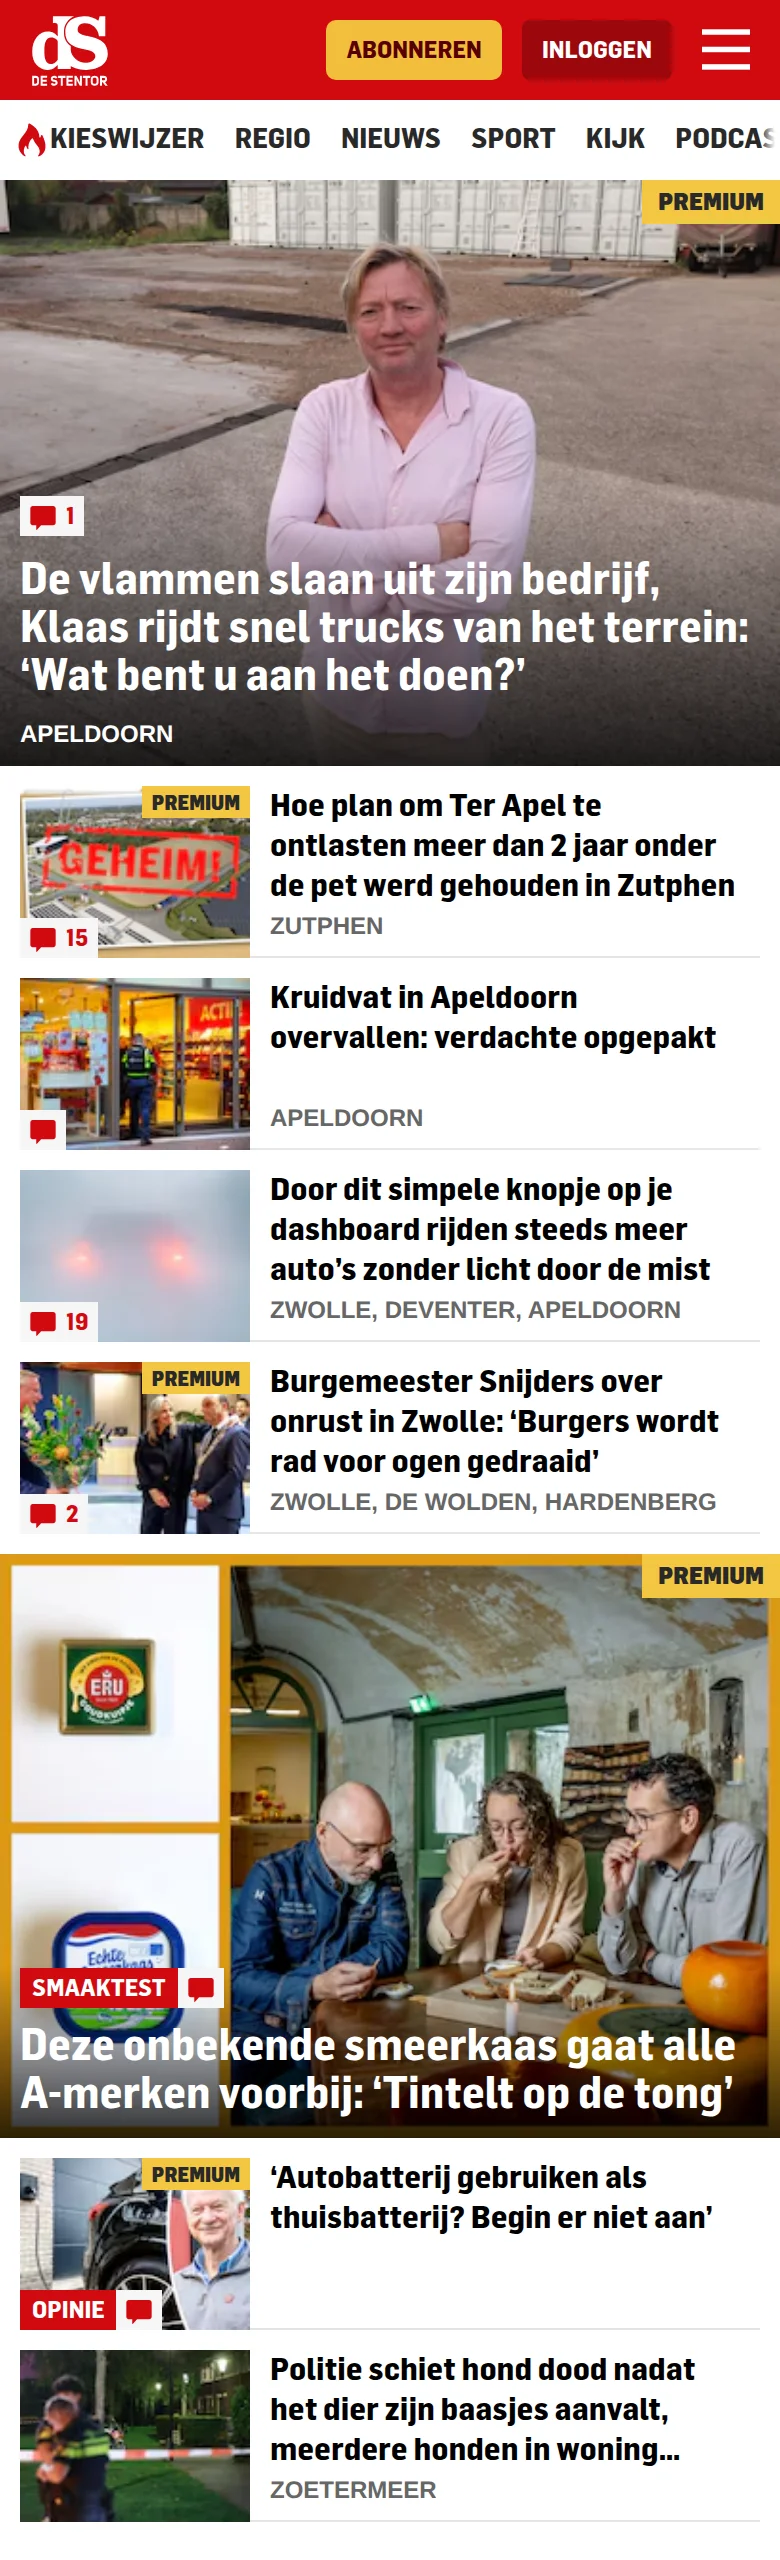 dS
DE STENTOR
ABONNEREN
INLOGGEN
KIESWIJZER REGIO NIEUWS SPORT KIJK PODCAS
PREMIUM
1
De vlammen slaan uit zijn bedrijf,
Klaas rijdt snel trucks van het terrein:
‘Wat bent u aan het doen?’
APELDOORN
PREMIUM
GEHEIM!
15
Hoe plan om Ter Apel te
ontlasten meer dan 2 jaar onder
de pet werd gehouden in Zutphen
ZUTPHEN
ACTI
Kruidvat in Apeldoorn
overvallen: verdachte opgepakt
APELDOORN
19
Door dit simpele knopje op je
dashboard rijden steeds meer
auto’s zonder licht door de mist
ZWOLLE, DEVENTER, APELDOORN
PREMIUM
2
Burgemeester Snijders over
onrust in Zwolle: ‘Burgers wordt
rad voor ogen gedraaid’
ZWOLLE, DE WOLDEN, HARDENBERG
PREMIUM
ERU
GOUDKUIPJE
Echte
SMAAKTEST
Deze onbekende smeerkaas gaat alle
A-merken voorbij: ‘Tintelt op de tong’
PREMIUM
OPINIE
‘Autobatterij gebruiken als
thuisbatterij? Begin er niet aan’
Politie schiet hond dood nadat
het dier zijn baasjes aanvalt,
meerdere honden in woning...
ZOETERMEER